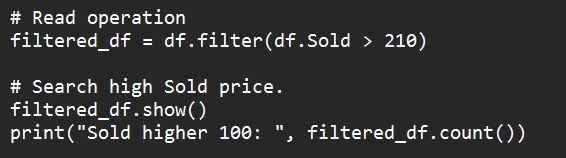 # Read operation
filtered_df = df.filter(df.Sold > 210)
# Search high Sold price.
filtered_df.show()
print("Sold higher 100: ", filtered_df.count())